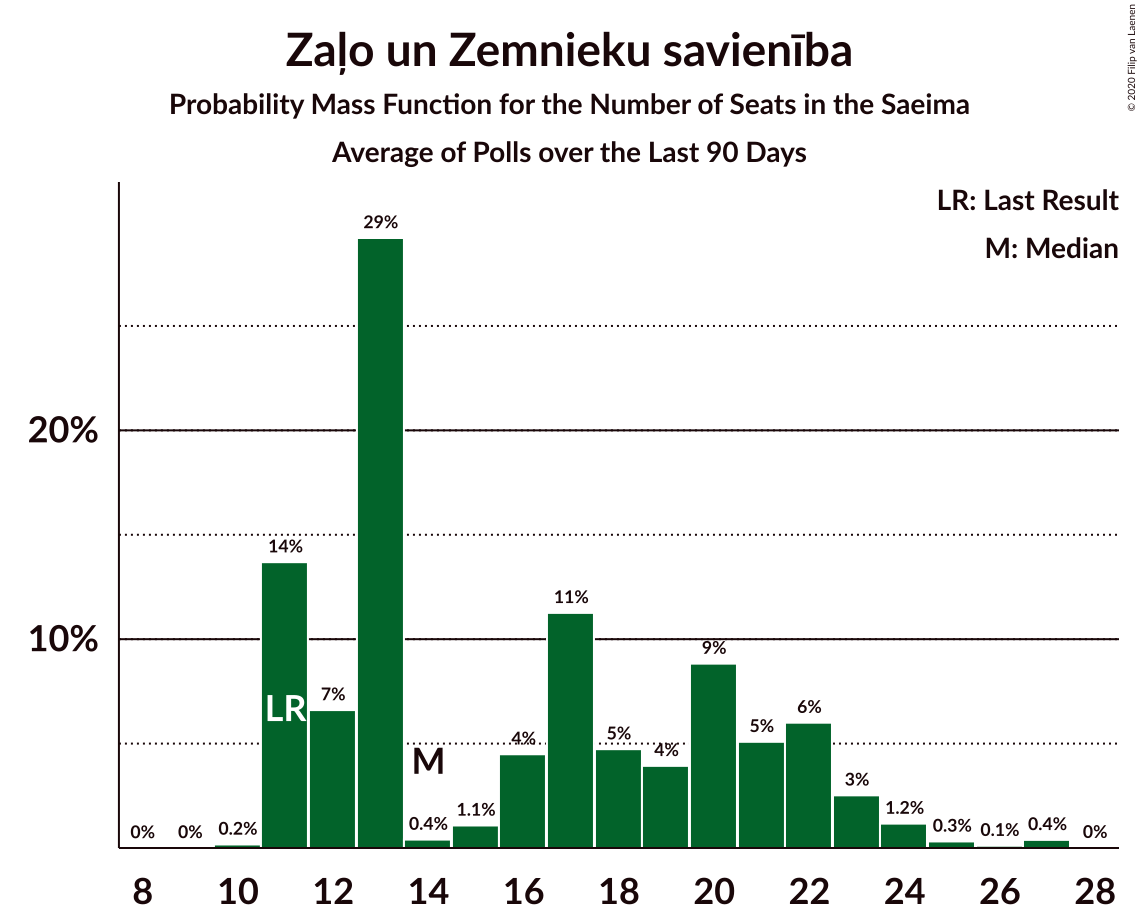 Zaļo un Zemnieku savienība
Probability Mass Function for the Number of Seats in the Saeima
Average of Polls over the Last 90 Days
© 2020 Filip van Laenen
LR: Last Result
M: Median
20%
10%
0% 0% 0.2% 14% 7% 29% 0.4% 1.1% 4% 11% 5% 4% 9% 5% 6% 3% 1.2% 0.3% 0.1% 0.4% 0%
LR
M
8 10 12 14 16 18 20 22 24 26 28